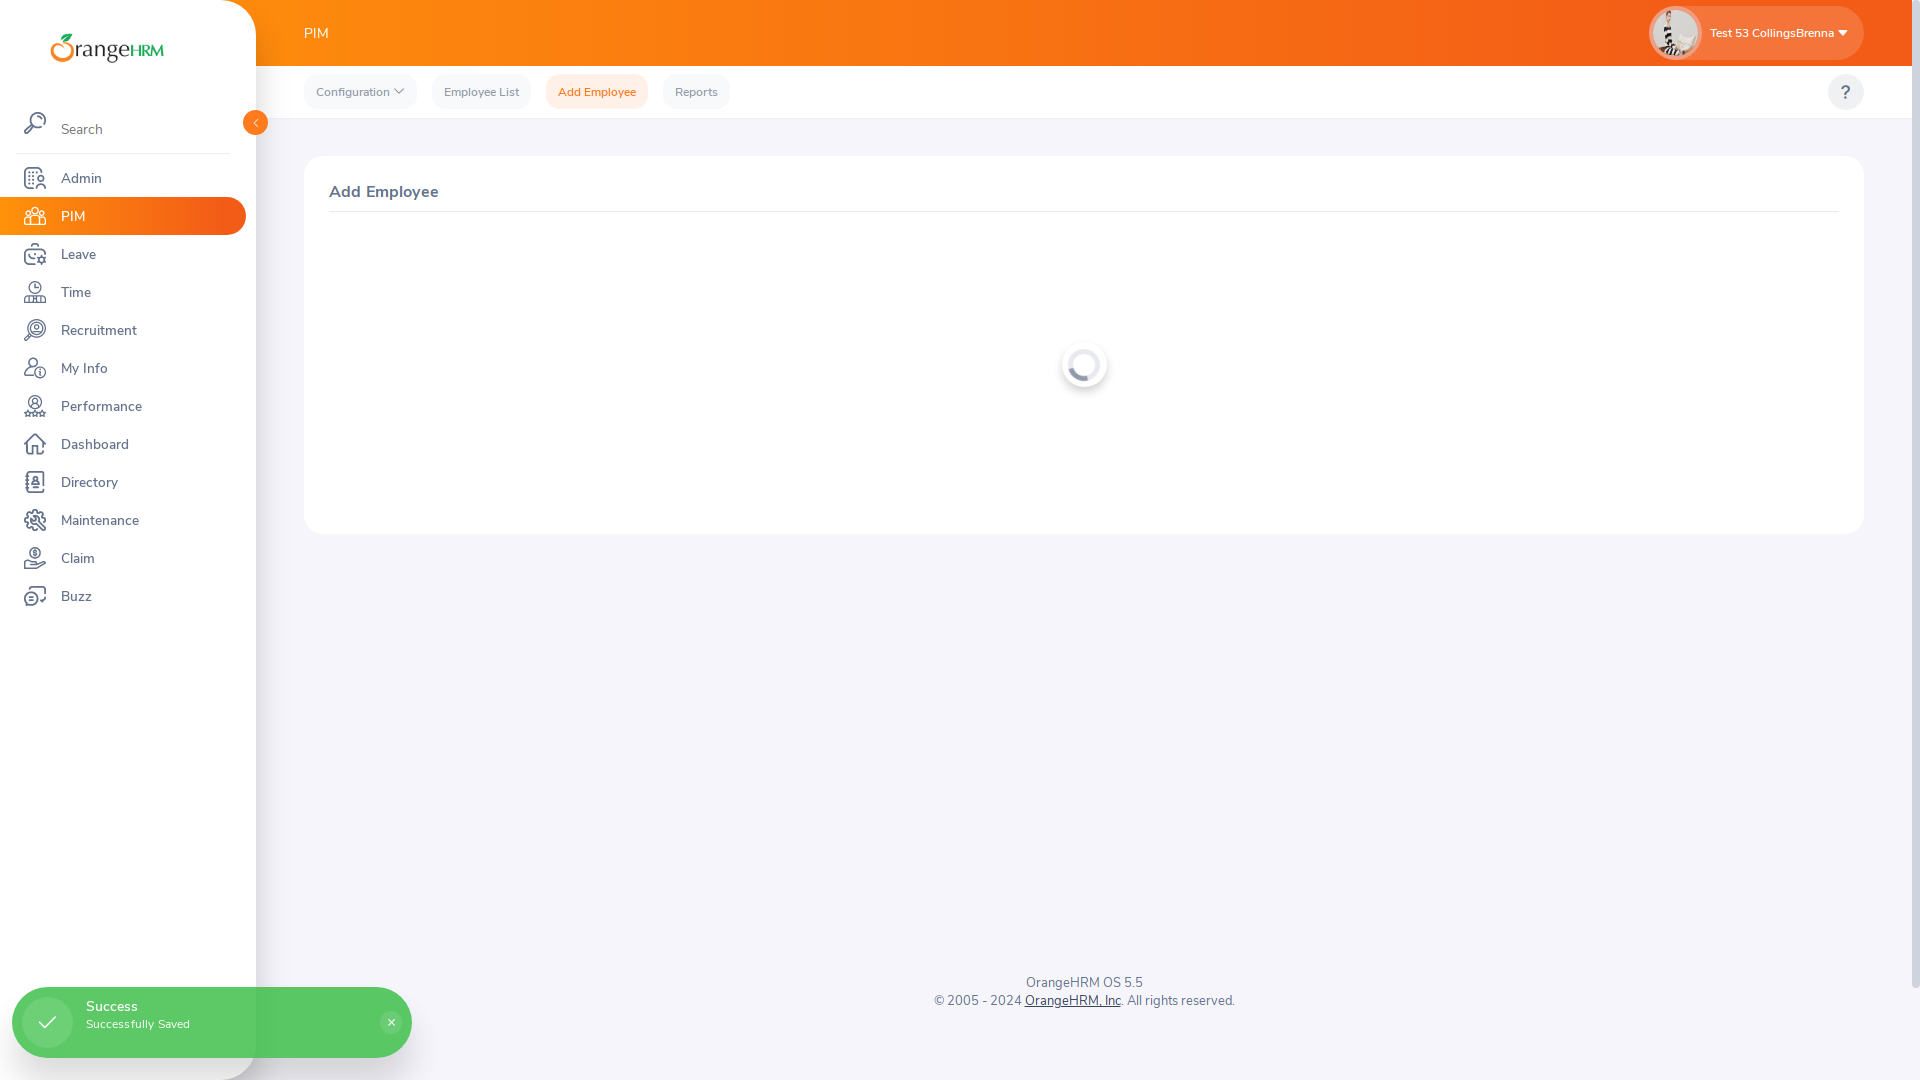 OrangeHRM
PIM
Test 53 CollingsBrenna
Configuration
Employee List
Add Employee
Reports
?
Search
Admin
PIM
Leave
Time
Recruitment
My Info
Performance
Dashboard
Directory
Maintenance
Claim
Buzz
Add Employee
OrangeHRM OS 5.5
© 2005 - 2024 OrangeHRM, Inc. All rights reserved.
Success
Successfully Saved